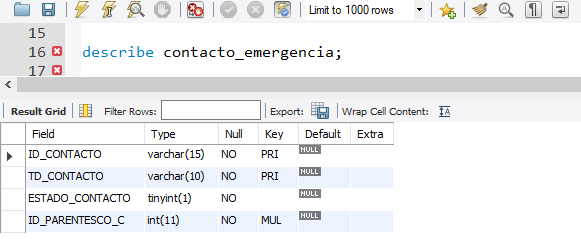 Limit to 1000 rows
15
16 describe contacto_emergencia;
17
Result Grid Filter Rows: Export: Wrap Cell Content: IA
Field Type Null Key Default Extra
ID_CONTACTO varchar(15) NO PRI NULL
TD_CONTACTO varchar(10) NO PRI NULL
ESTADO_CONTACTO tinyint(1) NO NULL
ID_PARENTESCO_C int(11) NO MUL NULL